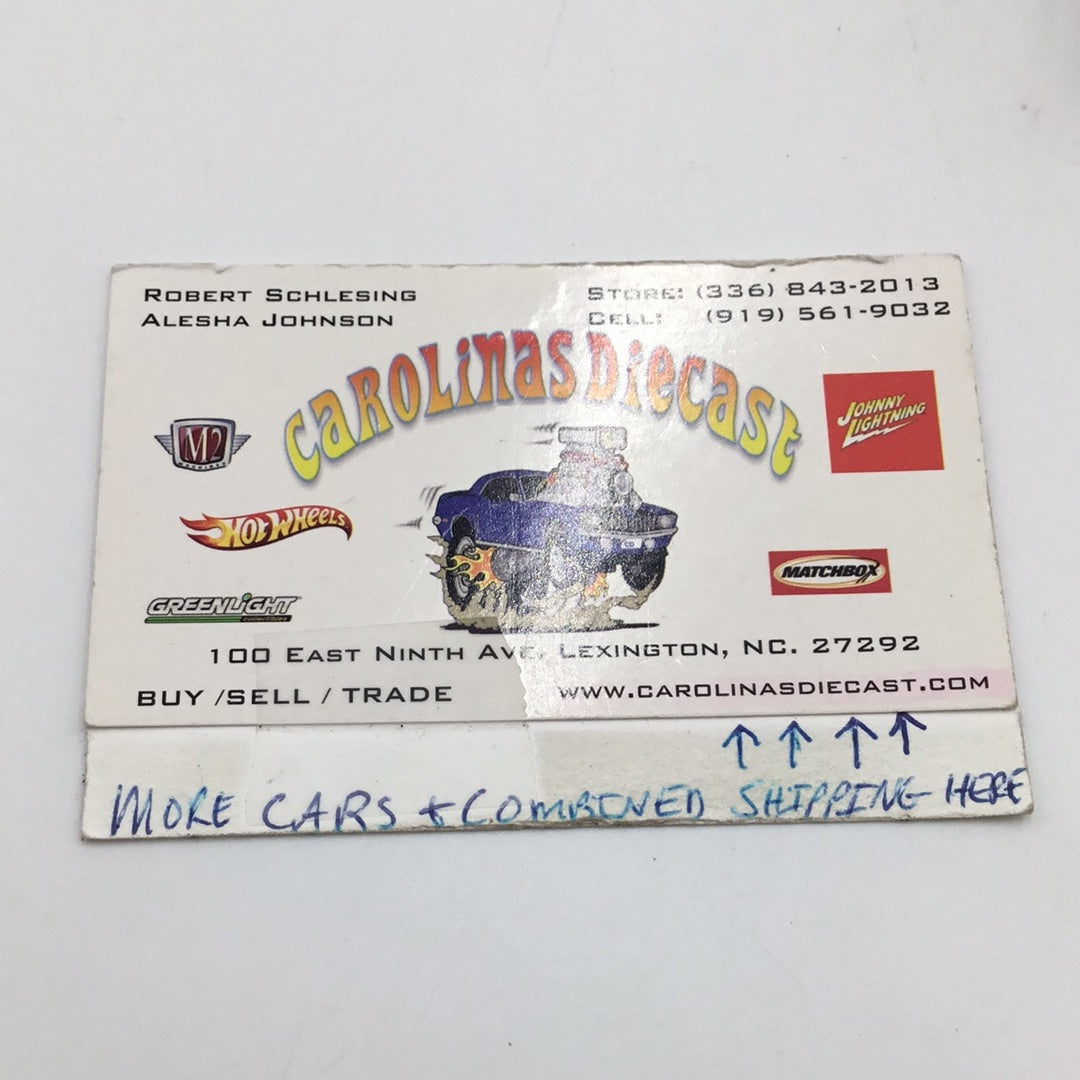 ROBERT SCHLESING
ALESHA JOHNSON
STORE: (336) 843-2013
CELL: (919) 561-9032
CAROLINAS DIECAST
M2
MACHINES
JOHNNY
LIGHTNING
HOT WHEELS
MATCHBOX
GREENLIGHT
collectibles
100 EAST NINTH AVE. LEXINGTON, NC. 27292
BUY /SELL / TRADE
WWW.CAROLINASDIECAST.COM
↑ ↑ ↑ ↑
MORE CARS & COMBINED SHIPPING HERE